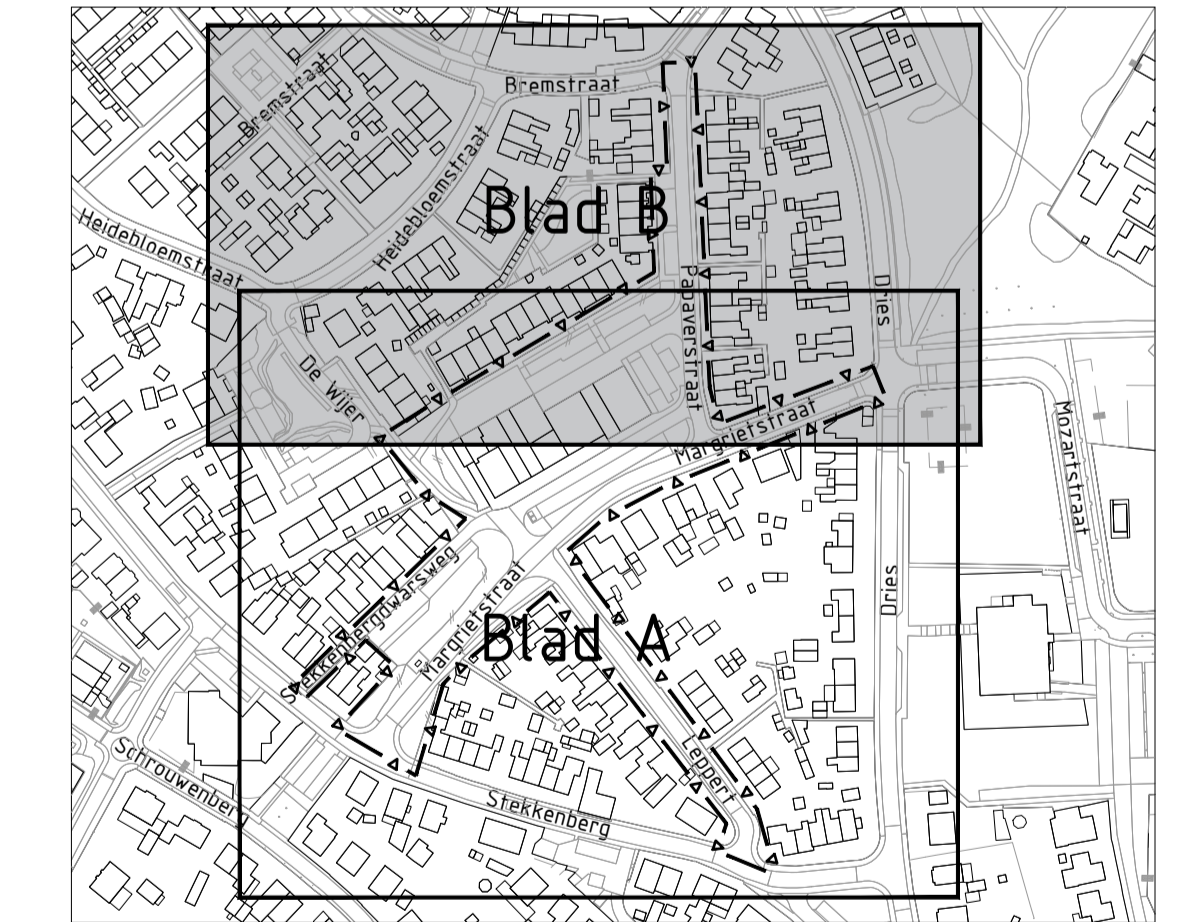 Bremstraat
Bremstraat
Heidebloemstraat
Blad B
Heidebloemstraat
Papaverstraat
Dries
De Wijer
Margrietstraat
Mozartstraat
Stekkenbergdwarsweg
Margrietstraat
Dries
Blad A
Leppert
Schrouwenberg
Stekkenberg